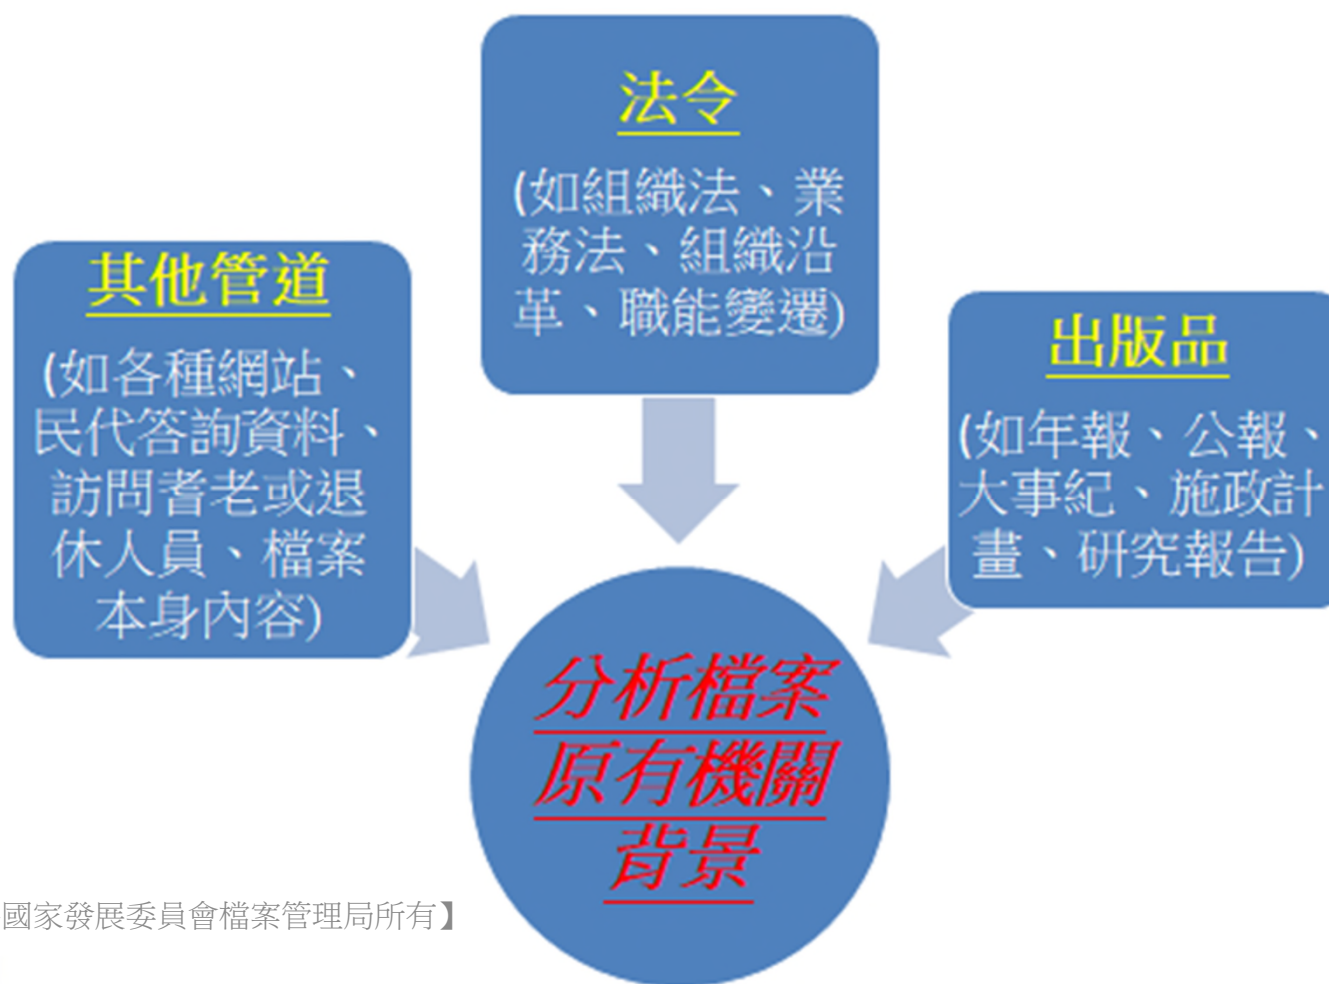 法令
(如組織法、業
務法、組織沿
革、職能變遷)
其他管道
(如各種網站、
民代答詢資料、
訪問耆老或退
休人員、檔案
本身內容)
出版品
(如年報、公報、
大事紀、施政計
畫、研究報告)
分析檔案
原有機關
背景
國家發展委員會檔案管理局所有】